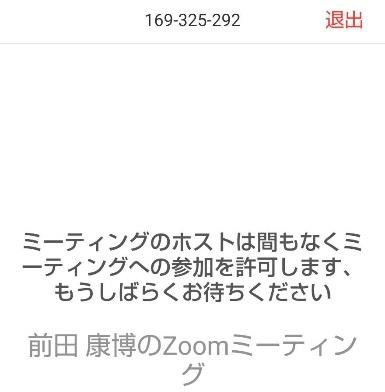 169-325-292 退出
ミーティングのホストは間もなくミ
ーティングへの参加を許可します、
もうしばらくお待ちください
前田 康博のZoomミーティン
グ